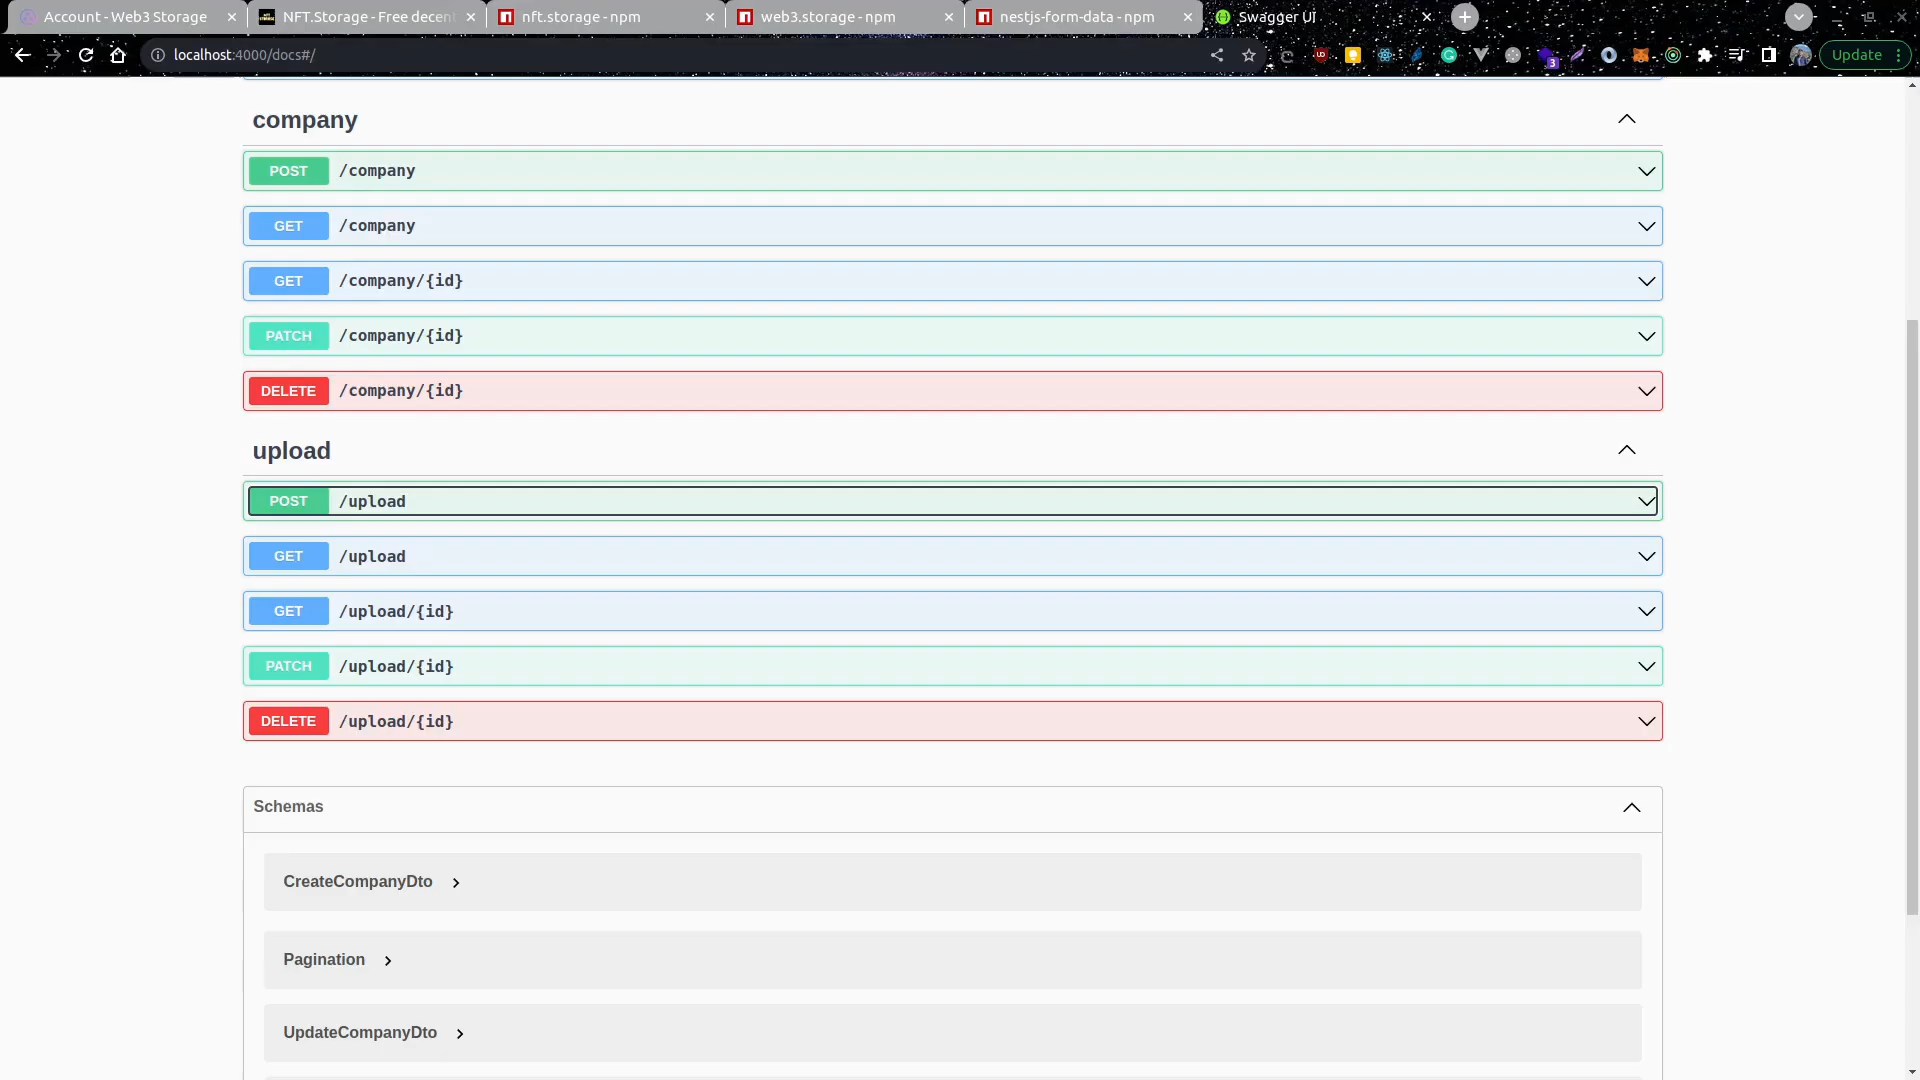 Account - Web3 Storage
NFT.Storage - Free decent
nft.storage - npm
web3.storage - npm
nestjs-form-data - npm
Swagger UI
localhost:4000/docs#/
3
Update
company
POST /company
GET /company
GET /company/{id}
PATCH /company/{id}
DELETE /company/{id}
upload
POST /upload
GET /upload
GET /upload/{id}
PATCH /upload/{id}
DELETE /upload/{id}
Schemas
CreateCompanyDto
Pagination
UpdateCompanyDto